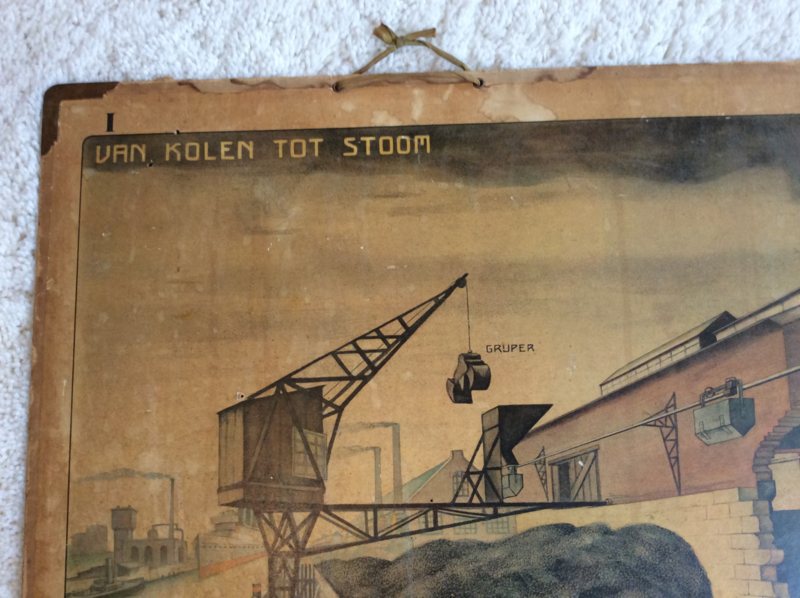 I
VAN KOLEN TOT STOOM
GRIJPER